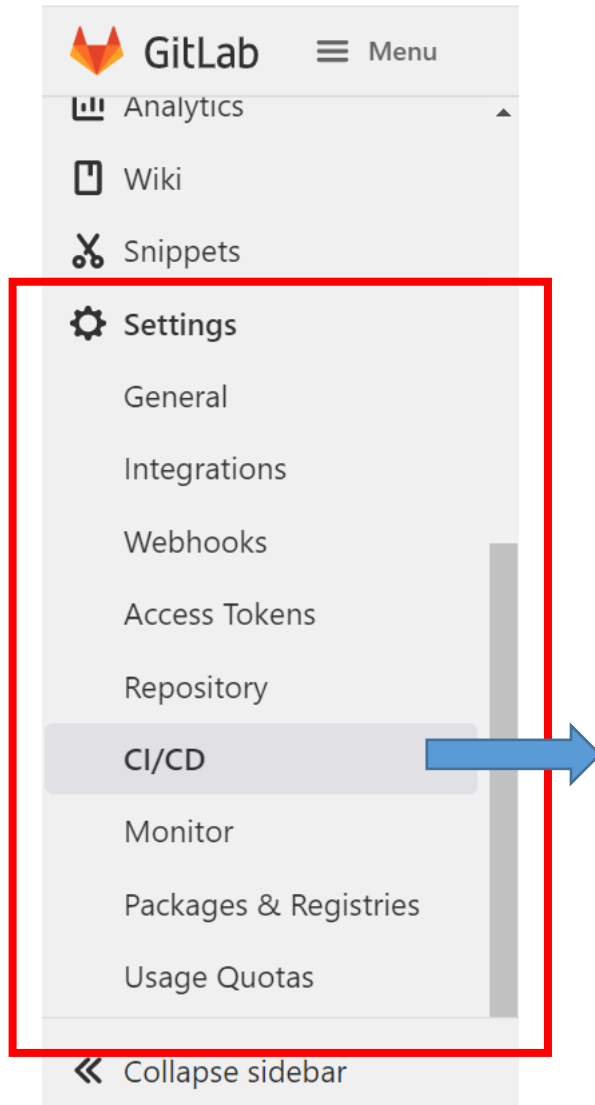 GitLab Menu
Analytics
Wiki
Snippets
Settings
General
Integrations
Webhooks
Access Tokens
Repository
CI/CD
Monitor
Packages & Registries
Usage Quotas
Collapse sidebar